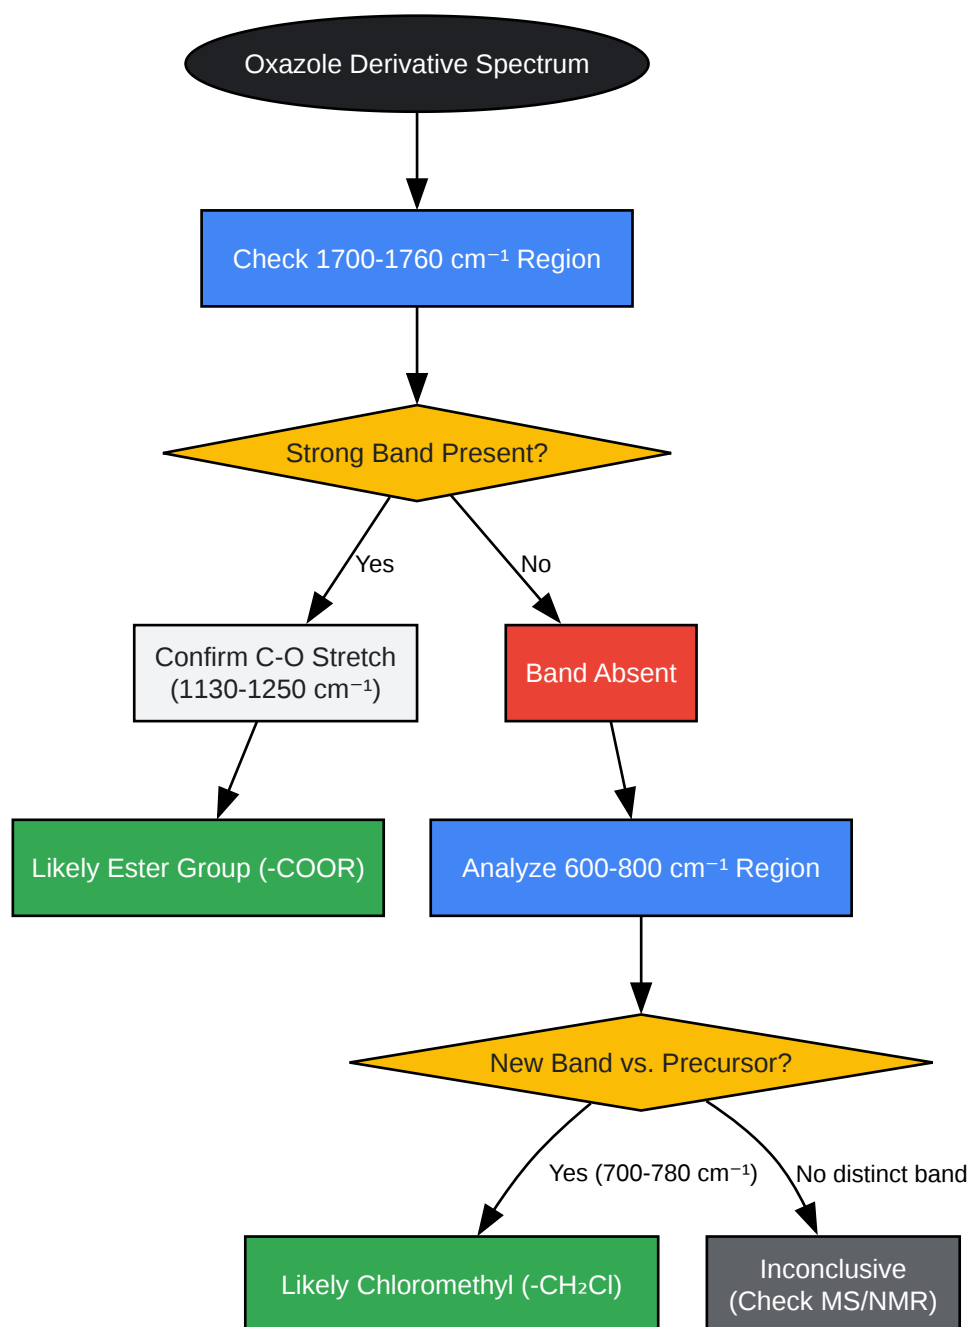 Oxazole Derivative Spectrum
Check 1700-1760 cm⁻¹ Region
Strong Band Present?
Yes
No
Confirm C-O Stretch
(1130-1250 cm⁻¹)
Band Absent
Likely Ester Group (-COOR)
Analyze 600-800 cm⁻¹ Region
New Band vs. Precursor?
Yes (700-780 cm⁻¹)
No distinct band
Likely Chloromethyl (-CH₂Cl)
Inconclusive
(Check MS/NMR)